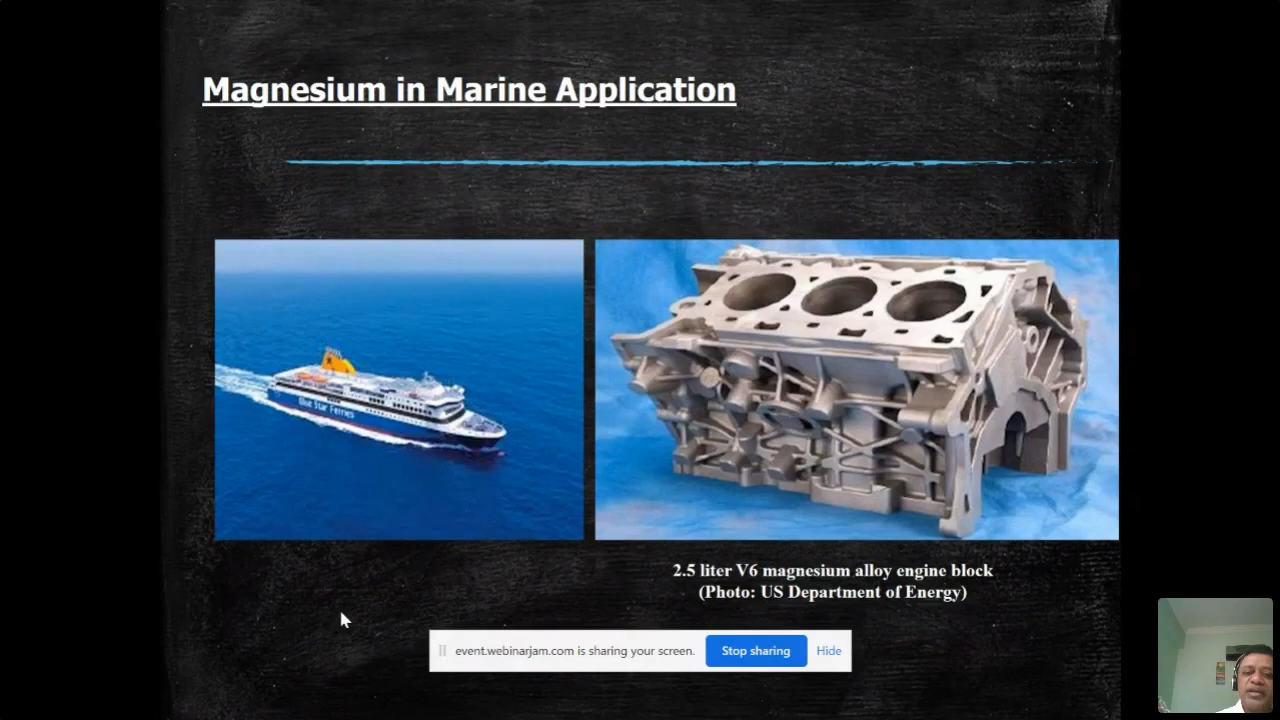 Magnesium in Marine Application
Blue Star Ferries
2.5 liter V6 magnesium alloy engine block
(Photo: US Department of Energy)
event.webinarjam.com is sharing your screen.
Stop sharing
Hide